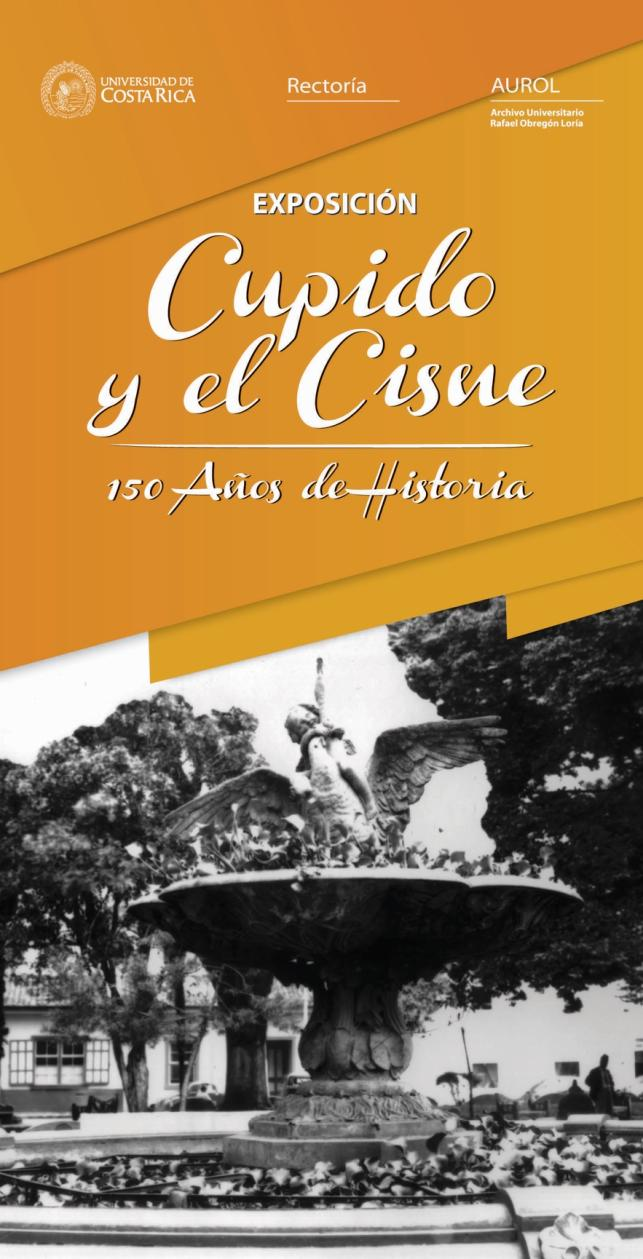 UNIVERSIDAD DE
COSTA RICA
Rectoría
AUROL
Archivo Universitario
Rafael Obregón Loría
EXPOSICIÓN
Cupido
y el Cisne
150 Años de Historia